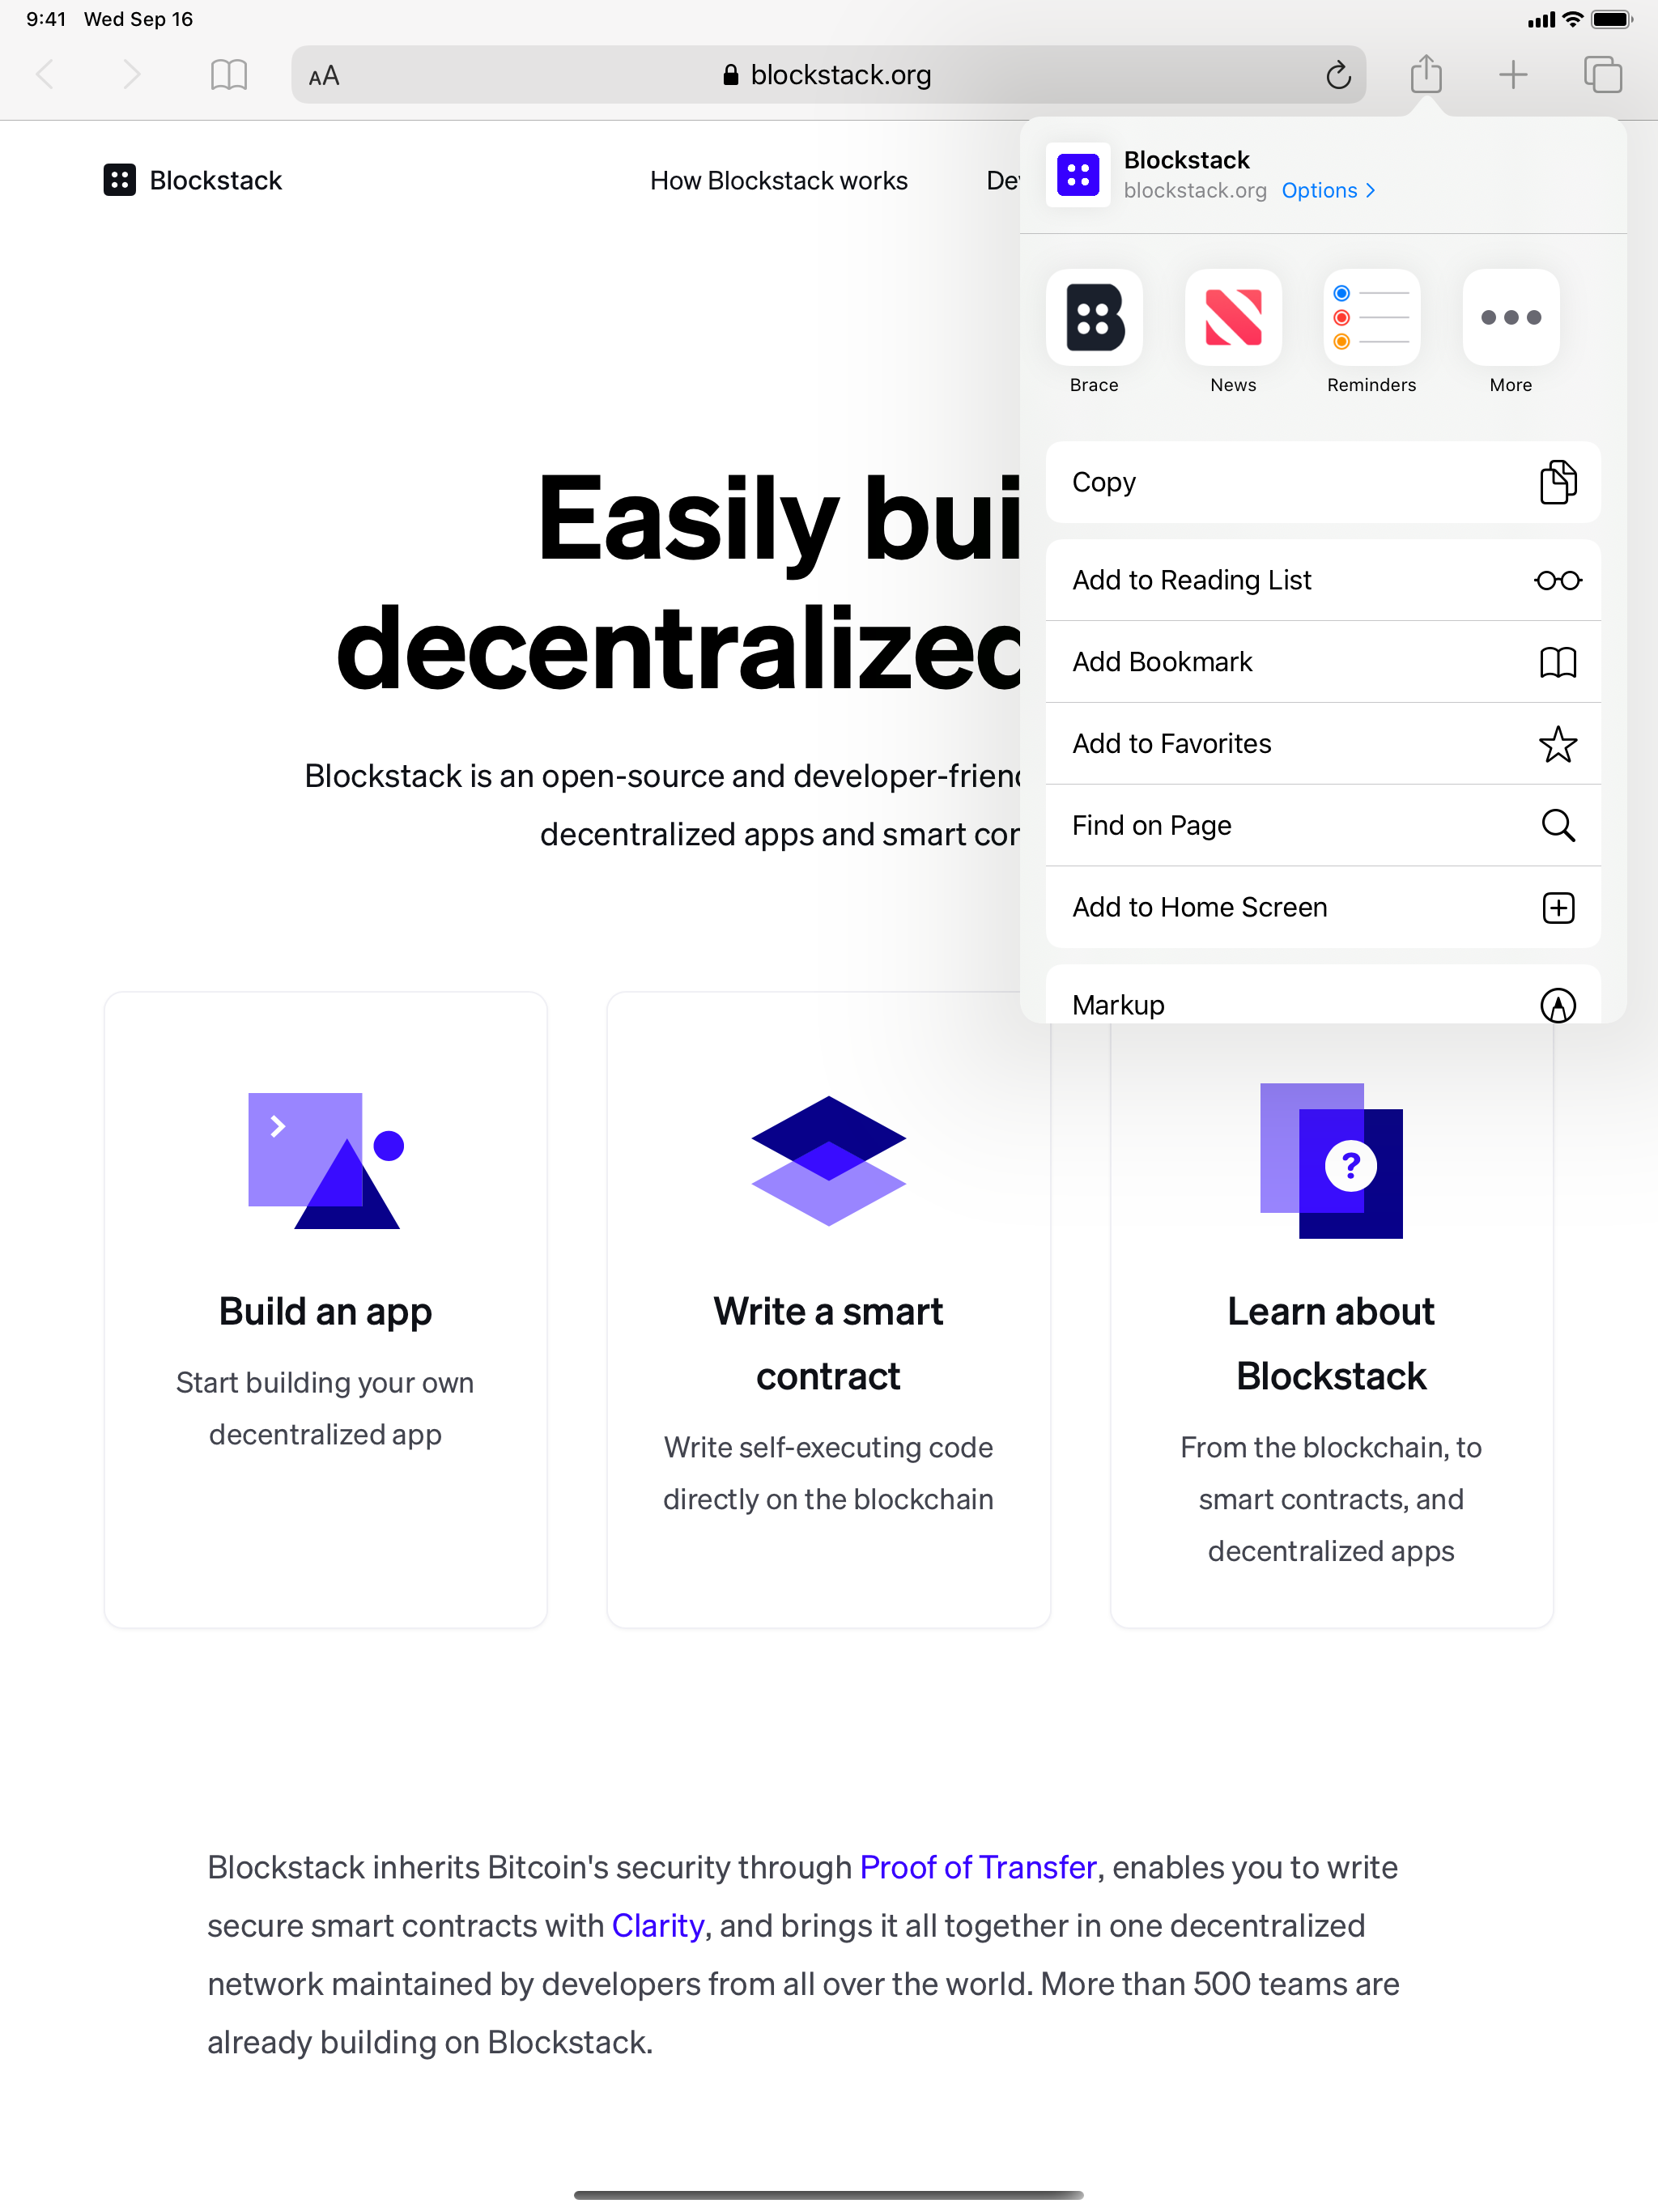 9:41 Wed Sep 16
AA
blockstack.org
Blockstack
How Blockstack works
Blockstack
blockstack.org Options >
Brace
News
Reminders
More
Copy
Add to Reading List
Add Bookmark
Add to Favorites
Find on Page
Add to Home Screen
Markup
Easily
decentralized
Blockstack is an open-source and
decentralized apps and smart
?
Build an app
Start building your own
decentralized app
Write a smart
contract
Write self-executing code
directly on the blockchain
Learn about
Blockstack
From the blockchain, to
smart contracts, and
decentralized apps
Blockstack inherits Bitcoin's security through Proof of Transfer, enables you to write
secure smart contracts with Clarity, and brings it all together in one decentralized
network maintained by developers from all over the world. More than 500 teams are
already building on Blockstack.